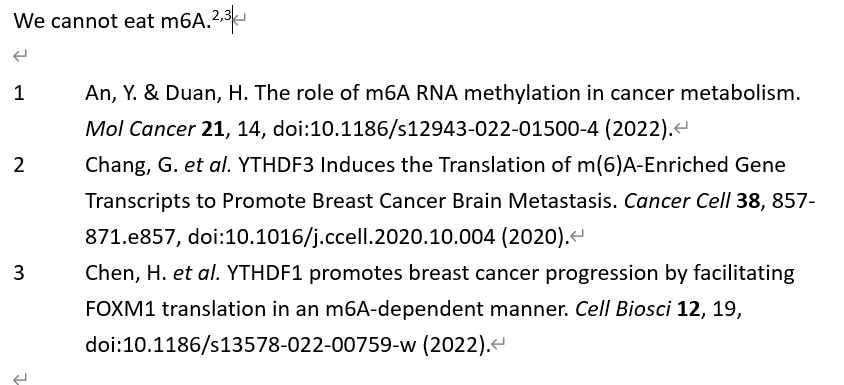 We cannot eat m6A.2,3
1 An, Y. & Duan, H. The role of m6A RNA methylation in cancer metabolism.
Mol Cancer 21, 14, doi:10.1186/s12943-022-01500-4 (2022).
2 Chang, G. et al. YTHDF3 Induces the Translation of m(6)A-Enriched Gene
Transcripts to Promote Breast Cancer Brain Metastasis. Cancer Cell 38, 857-
871.e857, doi:10.1016/j.ccell.2020.10.004 (2020).
3 Chen, H. et al. YTHDF1 promotes breast cancer progression by facilitating
FOXM1 translation in an m6A-dependent manner. Cell Biosci 12, 19,
doi:10.1186/s13578-022-00759-w (2022).